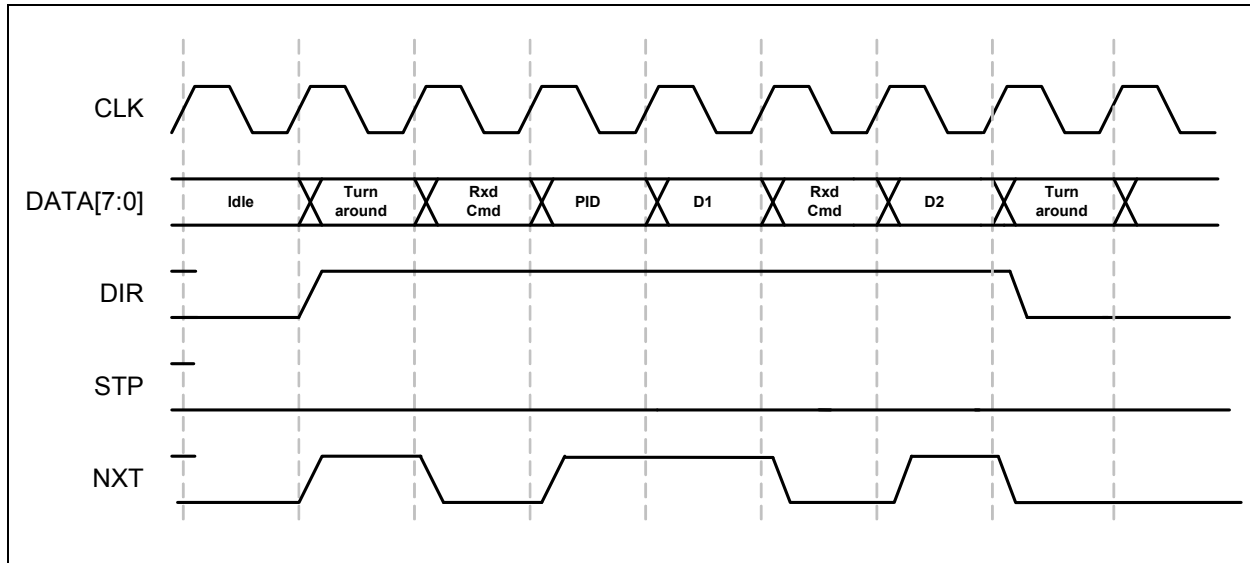 CLK
DATA[7:0]
Idle
Turn
around
Rxd
Cmd
PID
D1
Rxd
Cmd
D2
Turn
around
DIR
STP
NXT